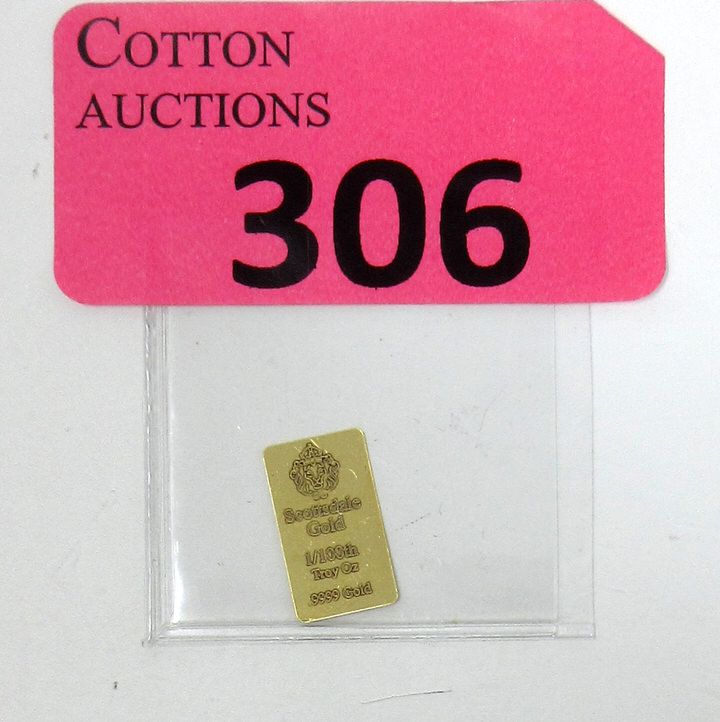 COTTON
AUCTIONS
306
Scottsdale
Gold
1/100th
Troy Oz
.9999 Gold